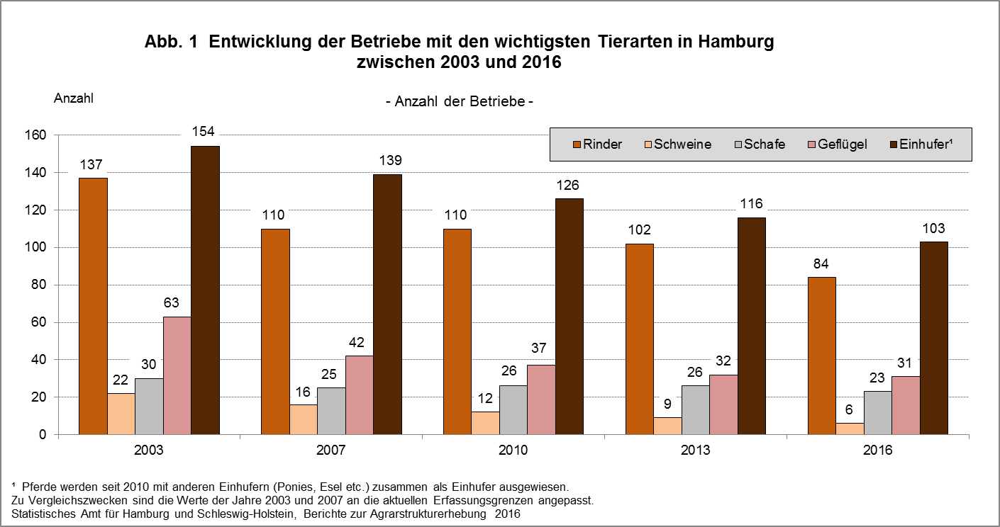 Abb. 1 Entwicklung der Betriebe mit den wichtigsten Tierarten in Hamburg
zwischen 2003 und 2016
Anzahl
- Anzahl der Betriebe -
Rinder Schweine Schafe Geflügel Einhufer¹
160
140
120
100
80
60
40
20
0
137 22 30 63 154
110 16 25 42 139
110 12 26 37 126
102 9 26 32 116
84 6 23 31 103
2003 2007 2010 2013 2016
¹ Pferde werden seit 2010 mit anderen Einhufern (Ponies, Esel etc.) zusammen als Einhufer ausgewiesen.
Zu Vergleichszwecken sind die Werte der Jahre 2003 und 2007 an die aktuellen Erfassungsgrenzen angepasst.
Statistisches Amt für Hamburg und Schleswig-Holstein, Berichte zur Agrarstrukturerhebung 2016